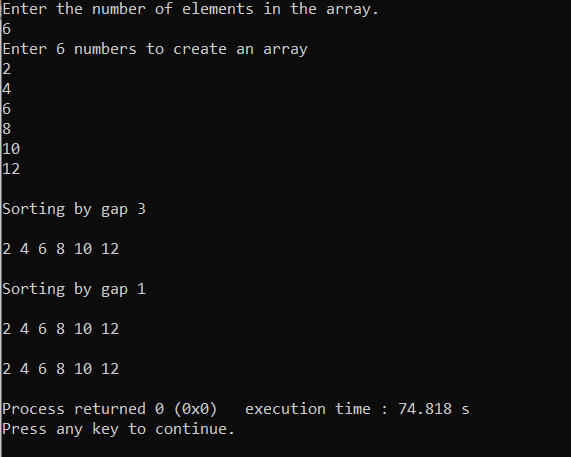 Enter the number of elements in the array.
6
Enter 6 numbers to create an array
2
4
6
8
10
12
Sorting by gap 3
2 4 6 8 10 12
Sorting by gap 1
2 4 6 8 10 12
2 4 6 8 10 12
Process returned 0 (0x0)   execution time : 74.818 s
Press any key to continue.